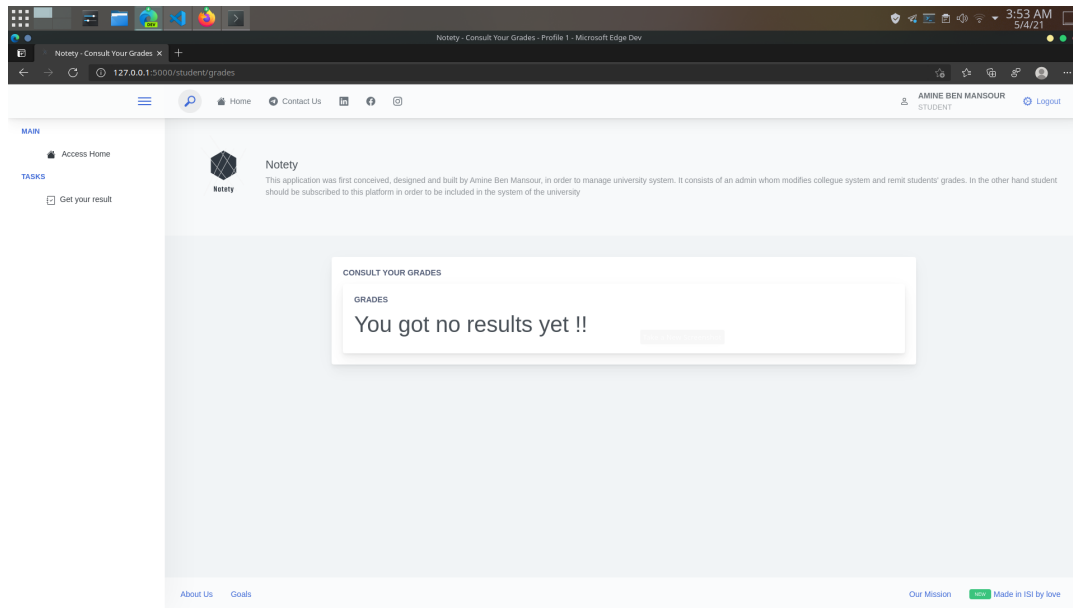 3:53 AM
5/4/21
DEV
Notety - Consult Your Grades - Profile 1 - Microsoft Edge Dev
Notety - Consult Your Grades
127.0.0.1:5000/student/grades
Home
Contact Us
AMINE BEN MANSOUR
STUDENT
Logout
MAIN
Access Home
TASKS
Get your result
Notety
Notety
This application was first conceived, designed and built by Amine Ben Mansour, in order to manage university system. It consists of an admin whom modifies collegue system and remit students' grades. In the other hand student
should be subscribed to this platform in order to be included in the system of the university
CONSULT YOUR GRADES
GRADES
You got no results yet !!
About Us
Goals
Our Mission
NEW
Made in ISI by love